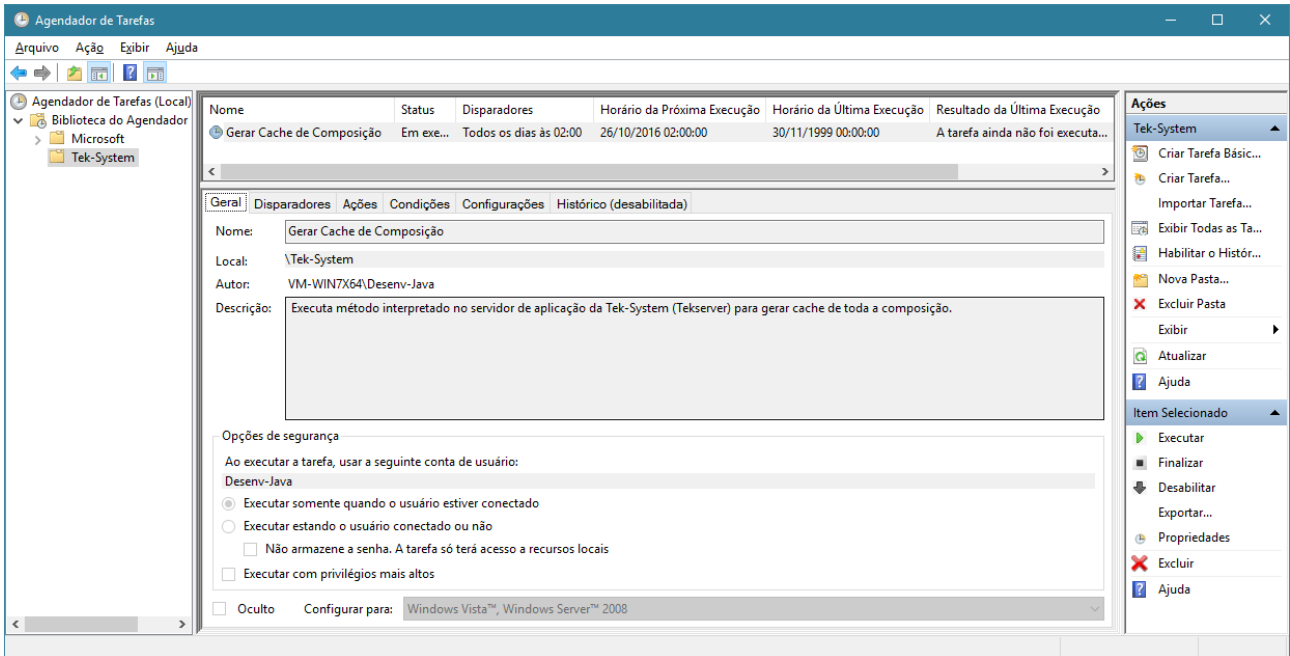 Agendador de Tarefas
Arquivo Ação Exibir Ajuda
Agendador de Tarefas (Local)
Biblioteca do Agendador
Microsoft
Tek-System
Nome Status Disparadores Horário da Próxima Execução Horário da Última Execução Resultado da Última Execução
Gerar Cache de Composição Em exe... Todos os dias às 02:00 26/10/2016 02:00:00 30/11/1999 00:00:00 A tarefa ainda não foi executa...
Geral Disparadores Ações Condições Configurações Histórico (desabilitada)
Nome: Gerar Cache de Composição
Local: \Tek-System
Autor: VM-WIN7X64\Desenv-Java
Descrição: Executa método interpretado no servidor de aplicação da Tek-System (Tekserver) para gerar cache de toda a composição.
Opções de segurança
Ao executar a tarefa, usar a seguinte conta de usuário:
Desenv-Java
Executar somente quando o usuário estiver conectado
Executar estando o usuário conectado ou não
Não armazene a senha. A tarefa só terá acesso a recursos locais
Executar com privilégios mais altos
Oculto Configurar para: Windows Vista™, Windows Server™ 2008
Ações
Tek-System
Criar Tarefa Básic...
Criar Tarefa...
Importar Tarefa...
Exibir Todas as Ta...
Habilitar o Histór...
Nova Pasta...
Excluir Pasta
Exibir
Atualizar
Ajuda
Item Selecionado
Executar
Finalizar
Desabilitar
Exportar...
Propriedades
Excluir
Ajuda